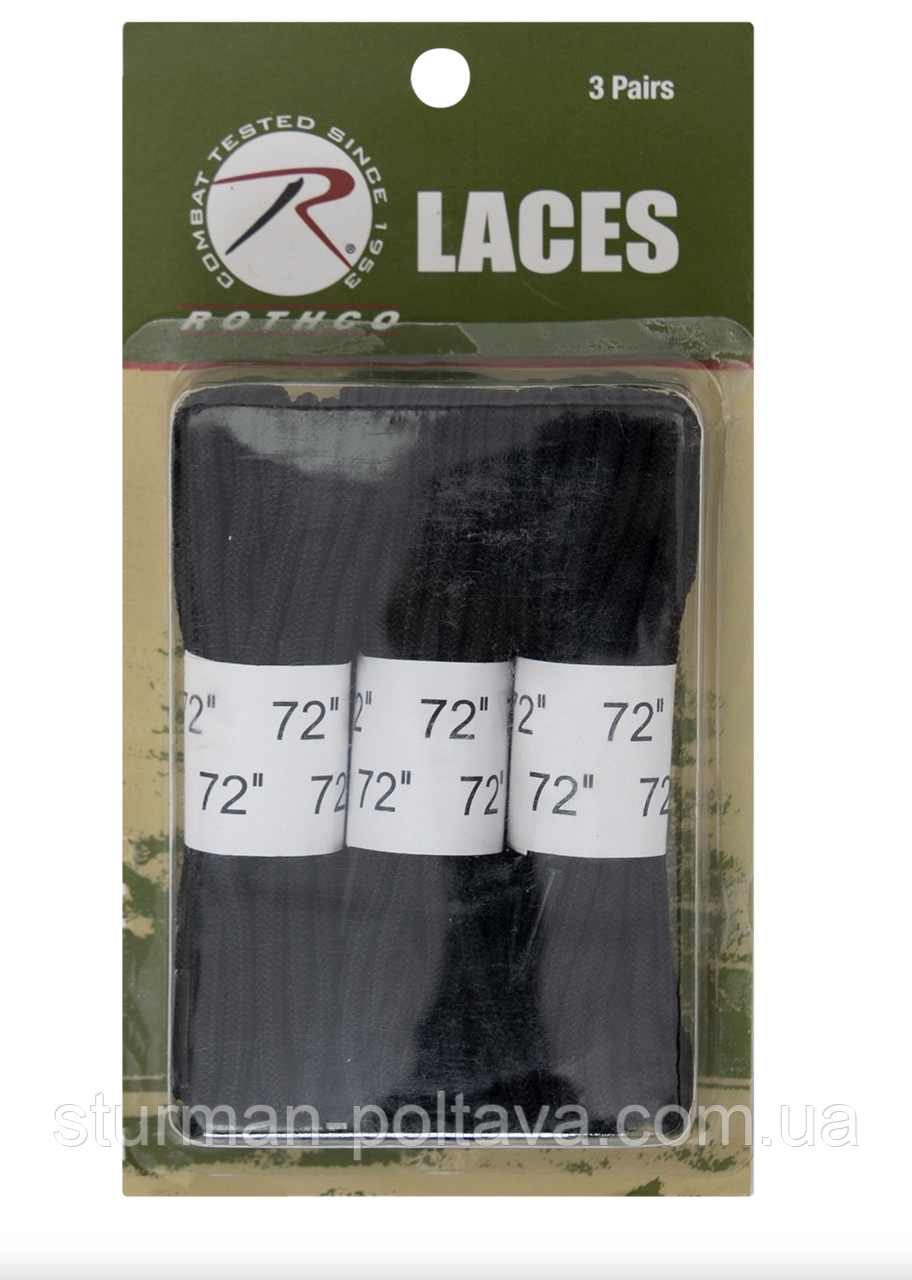 3 Pairs
COMBAT TESTED SINCE 1953
R
®
ROTHCO
LACES
72" 72" 72" 72" 72" 72"
72" 72 72" 72" 72" 72
sturman-poltava.com.ua